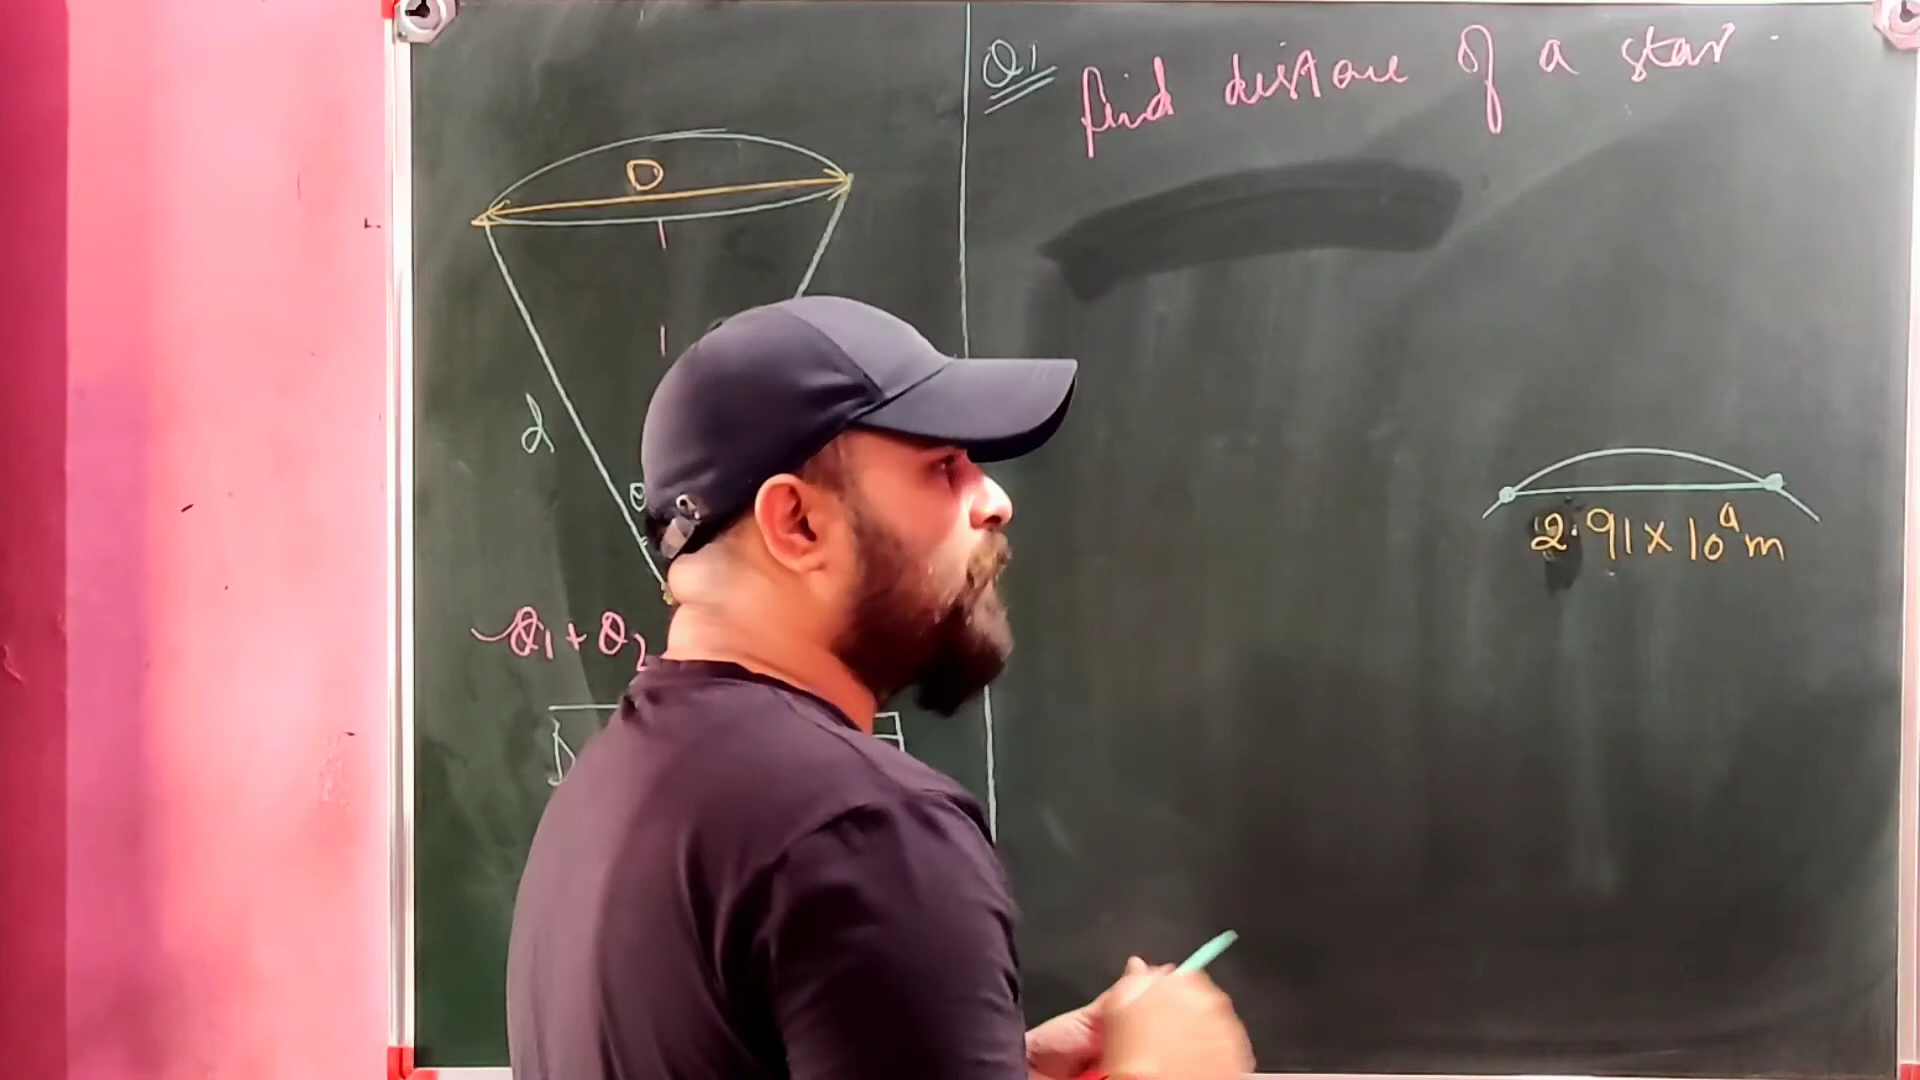 D
d
θ
θ₁ + θ₂
D
Q1 find distance of a star
2.91 x 10⁹ m